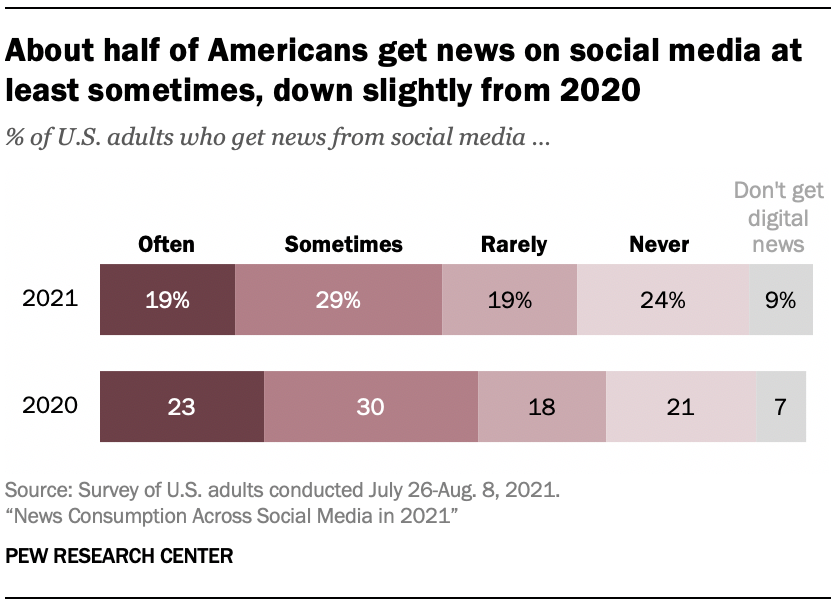 About half of Americans get news on social media at
least sometimes, down slightly from 2020
% of U.S. adults who get news from social media ...
Don't get
digital
news
Often Sometimes Rarely Never
2021 19% 29% 19% 24% 9%
2020 23 30 18 21 7
Source: Survey of U.S. adults conducted July 26-Aug. 8, 2021.
“News Consumption Across Social Media in 2021”
PEW RESEARCH CENTER